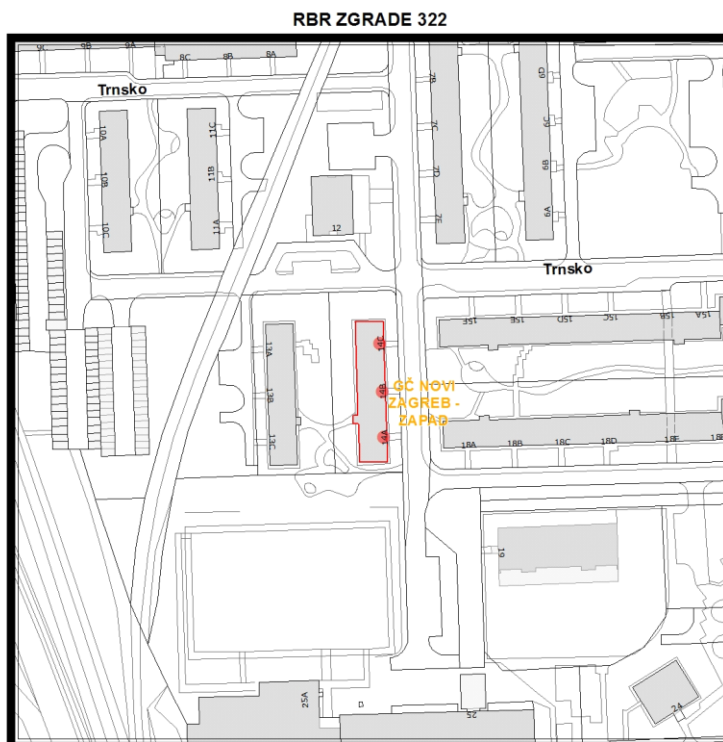 RBR ZGRADE 322
9C 9B 9A
8C 8B 8A
Trnsko
10A
10B
10C
11C
11B
11A
12
7B
7C
7D
7E
6D
6C
6B
6A
Trnsko
15F 15E 15D 15C 15B 15A
13A
13B
13C
14C
14B
14A
GČ NOVI
ZAGREB -
ZAPAD
18A 18B 18C 18D 18E 18F
19
25A
25
24